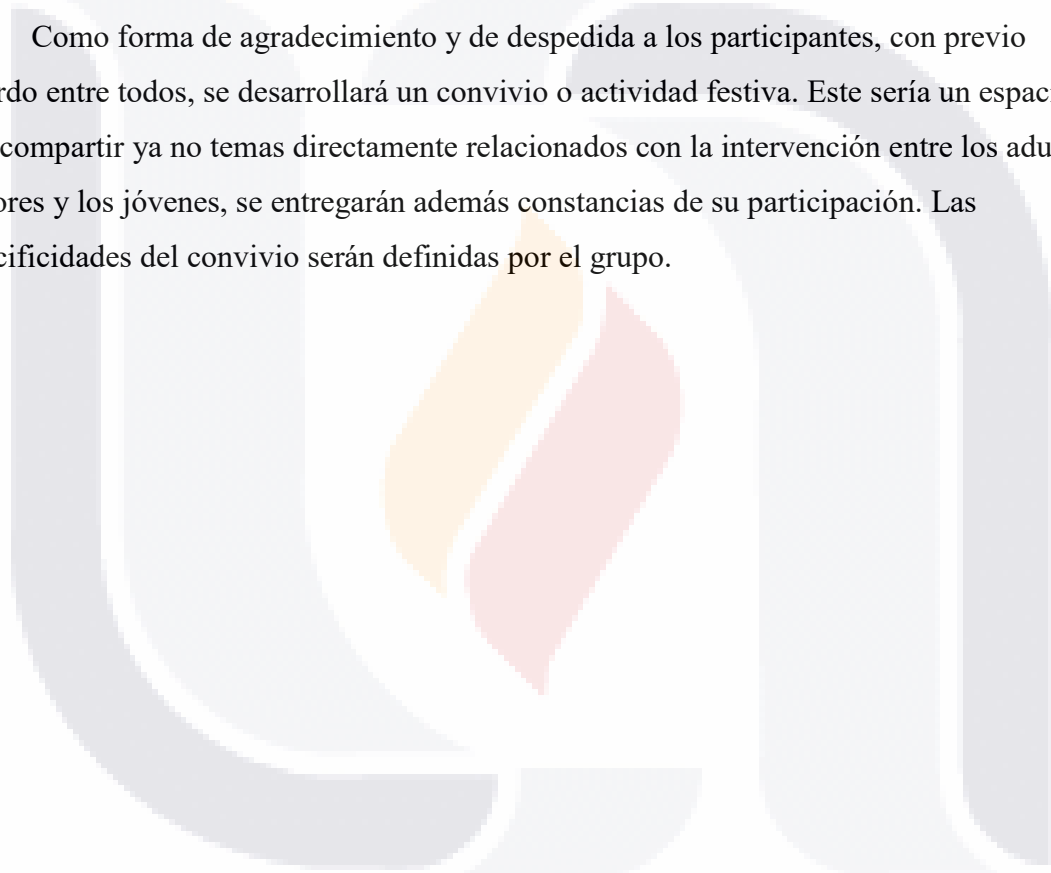 Como forma de agradecimiento y de despedida a los participantes, con previo
rdo entre todos, se desarrollará un convivio o actividad festiva. Este sería un espaci
compartir ya no temas directamente relacionados con la intervención entre los adu
ores y los jóvenes, se entregarán además constancias de su participación. Las
cificidades del convivio serán definidas por el grupo.